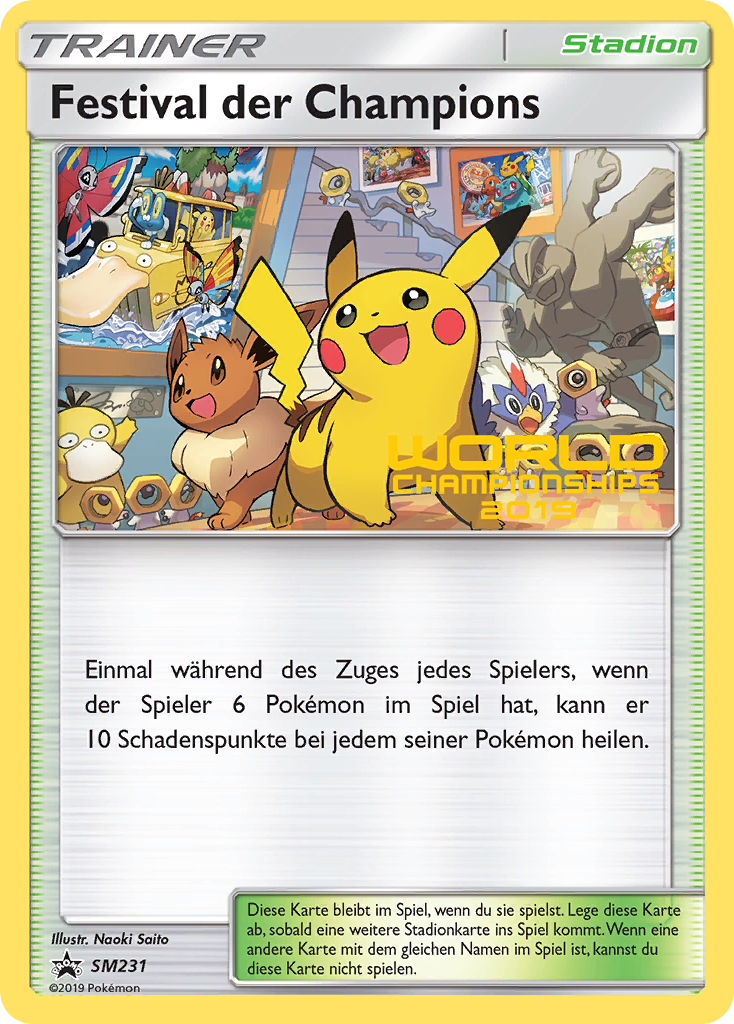 TRAINER
Stadion
Festival der Champions
WORLD
CHAMPIONSHIPS
2019
Einmal während des Zuges jedes Spielers, wenn
der Spieler 6 Pokémon im Spiel hat, kann er
10 Schadenspunkte bei jedem seiner Pokémon heilen.
Diese Karte bleibt im Spiel, wenn du sie spielst. Lege diese Karte
ab, sobald eine weitere Stadionkarte ins Spiel kommt. Wenn eine
andere Karte mit dem gleichen Namen im Spiel ist, kannst du
diese Karte nicht spielen.
Illustr. Naoki Saito
SM231
©2019 Pokémon